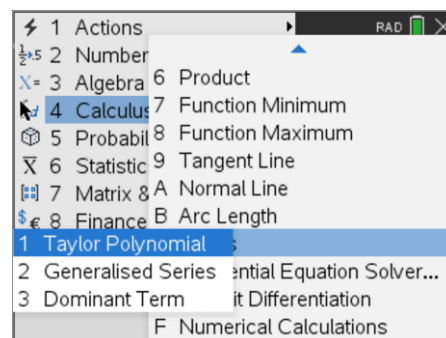 1 Actions
RAD
2 Number
3 Algebra
4 Calculus
5 Probabil
6 Statistic
7 Matrix &
$€ 8 Finance
6 Product
7 Function Minimum
8 Function Maximum
9 Tangent Line
A Normal Line
B Arc Length
s
ential Equation Solver...
it Differentiation
F Numerical Calculations
1 Taylor Polynomial
2 Generalised Series
3 Dominant Term